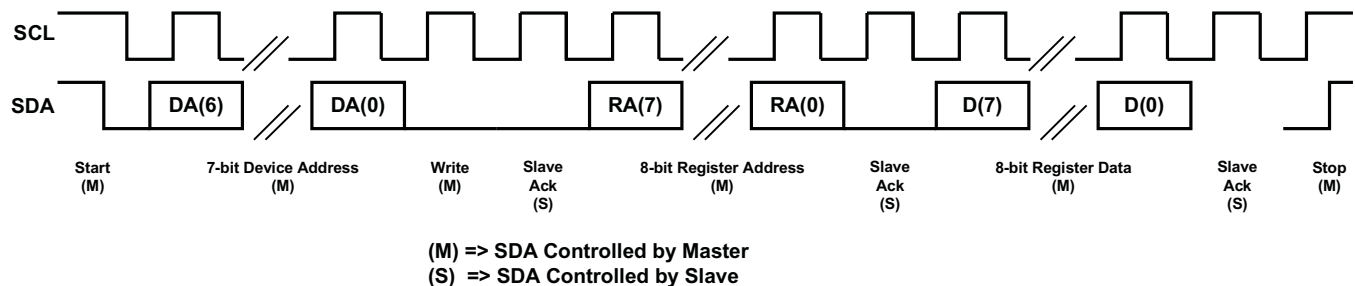 SCL
SDA
DA(6)
DA(0)
RA(7)
RA(0)
D(7)
D(0)
Start
(M)
7-bit Device Address
(M)
Write
(M)
Slave
Ack
(S)
8-bit Register Address
(M)
Slave
Ack
(S)
8-bit Register Data
(M)
Slave
Ack
(S)
Stop
(M)
(M) => SDA Controlled by Master
(S) => SDA Controlled by Slave